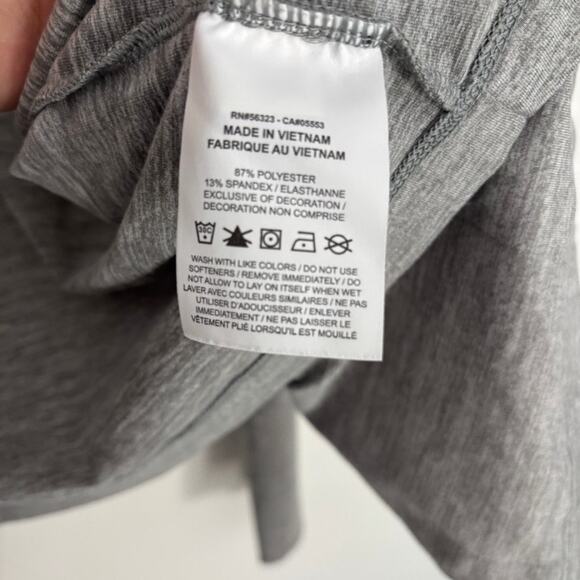 RN#56323 - CA#05553
MADE IN VIETNAM
FABRIQUE AU VIETNAM
87% POLYESTER
13% SPANDEX / ELASTHANNE
EXCLUSIVE OF DECORATION /
DECORATION NON COMPRISE
30C
WASH WITH LIKE COLORS / DO NOT USE
SOFTENERS / REMOVE IMMEDIATELY / DO
NOT ALLOW TO LAY ON ITSELF WHEN WET
LAVER AVEC COULEURS SIMILAIRES / NE PAS
UTILISER D'ADOUCISSEUR / ENLEVER
IMMÉDIATEMENT / NE PAS LAISSER LE
VÊTEMENT PLIÉ LORSQU'IL EST MOUILLÉ